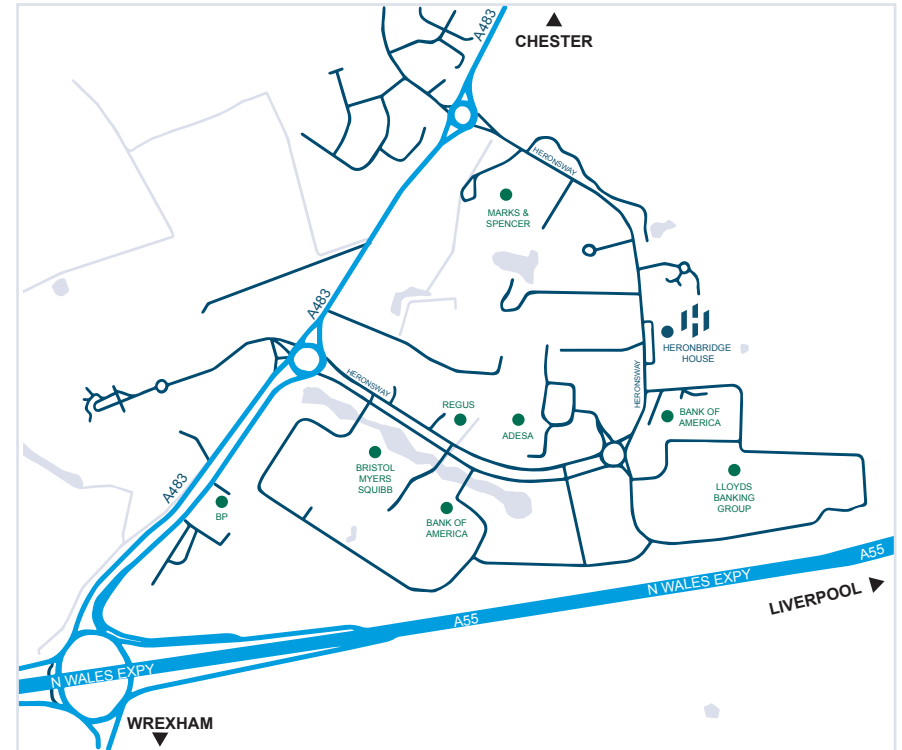 A483
CHESTER
HERONSWAY
MARKS &
SPENCER
A483
HERONBRIDGE
HOUSE
HERONSWAY
HERONSWAY
REGUS
ADESA
BANK OF
AMERICA
BRISTOL
MYERS
SQUIBB
A483
BP
BANK OF
AMERICA
LLOYDS
BANKING
GROUP
A55
N WALES EXPY
LIVERPOOL
A55
N WALES EXPY
WREXHAM